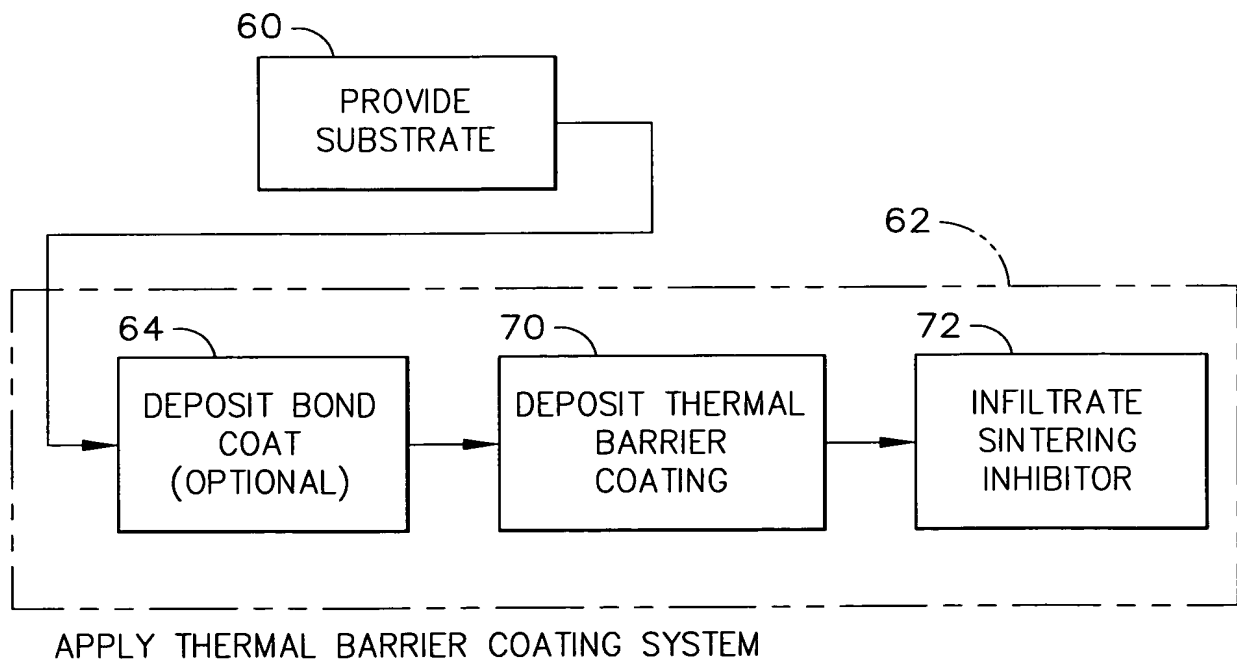 60
PROVIDE
SUBSTRATE
62
64
DEPOSIT BOND
COAT
(OPTIONAL)
70
DEPOSIT THERMAL
BARRIER
COATING
72
INFILTRATE
SINTERING
INHIBITOR
APPLY THERMAL BARRIER COATING SYSTEM